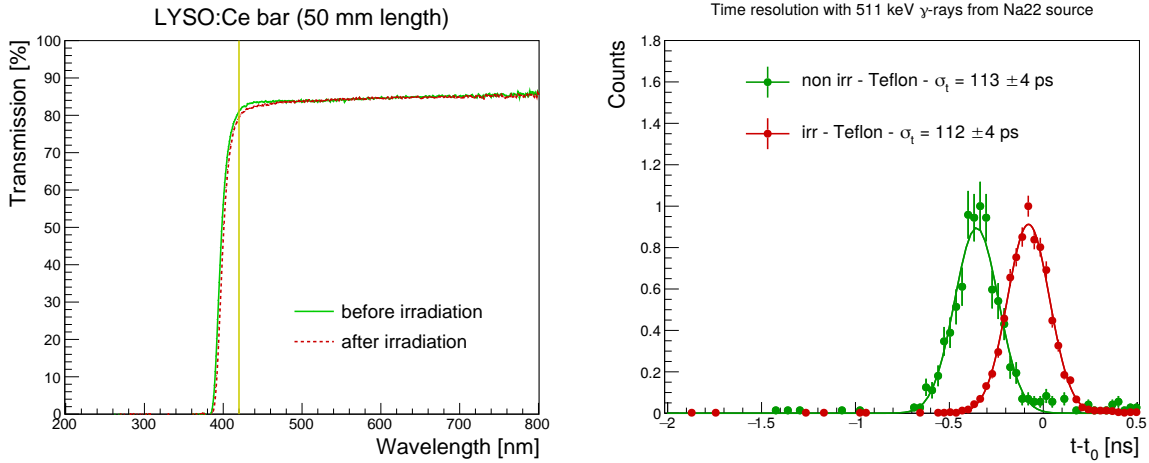 LYSO:Ce bar (50 mm length)
Transmission [%]
100
90
80
70
60
50
40
30
20
10
0
before irradiation
after irradiation
200 300 400 500 600 700 800
Wavelength [nm]
Time resolution with 511 keV γ-rays from Na22 source
Counts
1.8
1.6
1.4
1.2
1
0.8
0.6
0.4
0.2
0
non irr - Teflon - σt = 113 ±4 ps
irr - Teflon - σt = 112 ±4 ps
−2 −1.5 −1 −0.5 0 0.5
t-t0 [ns]